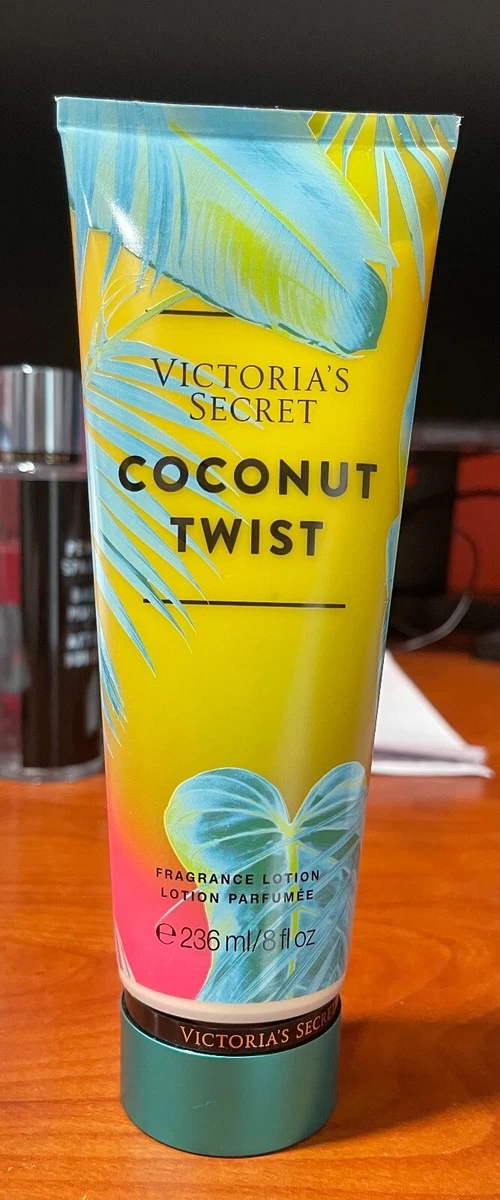 VICTORIA'S
SECRET
COCONUT
TWIST
FRAGRANCE LOTION
LOTION PARFUMÉE
℮ 236 ml/8 fl oz
VICTORIA'S SECRET